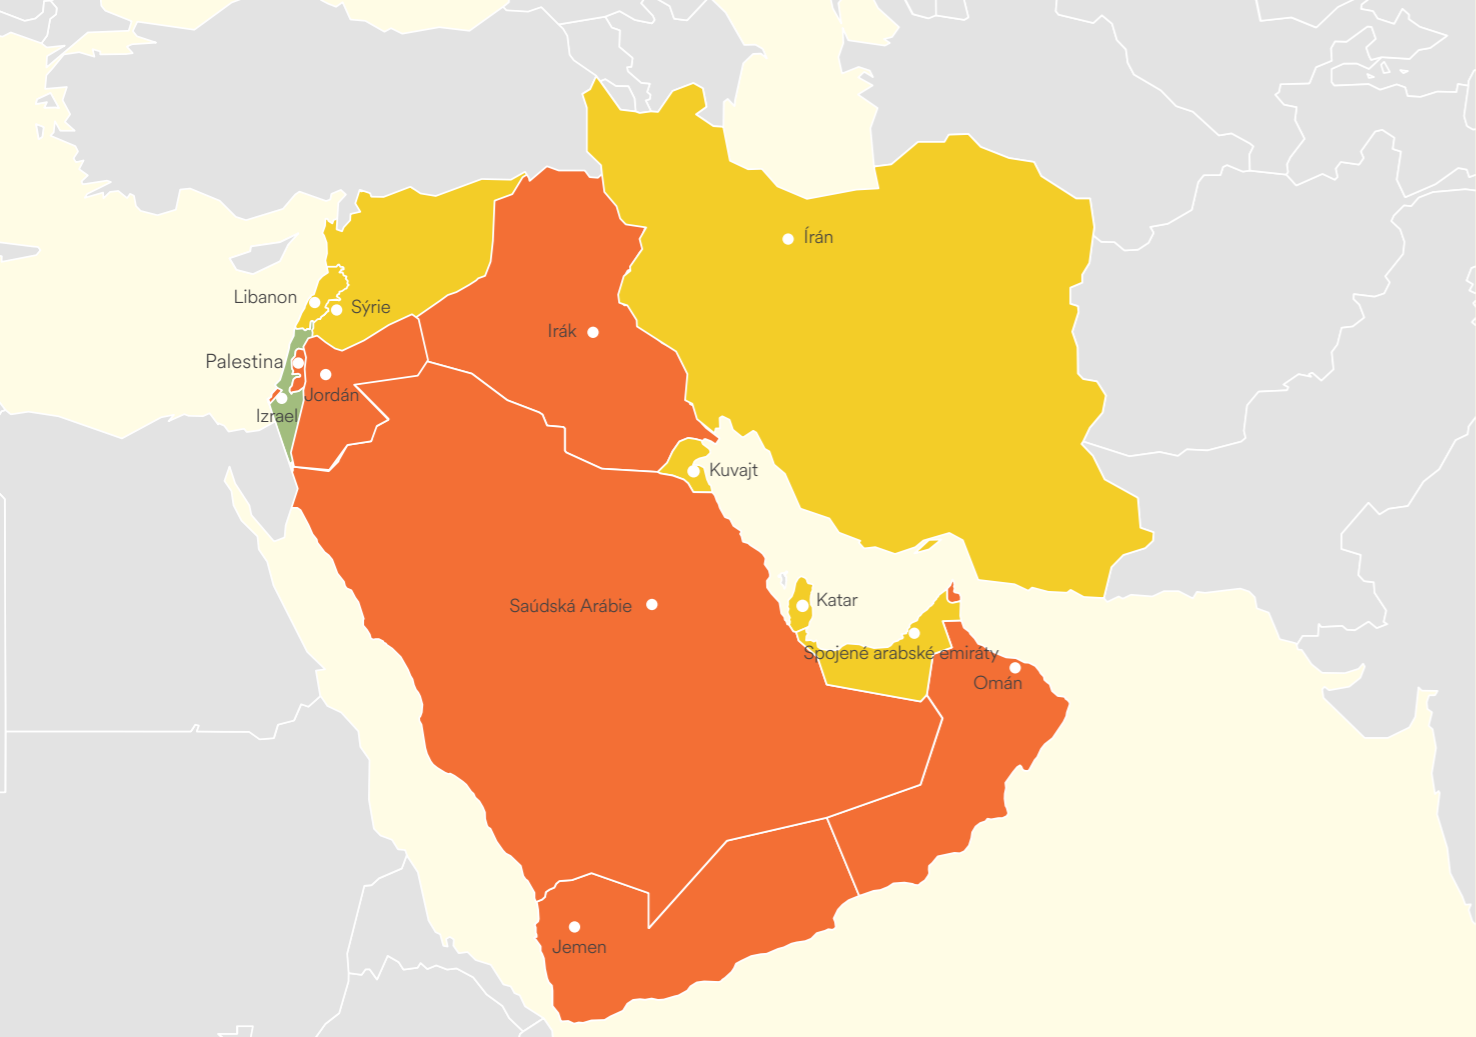 Írán
Libanon
Sýrie
Irák
Palestina
Jordán
Izrael
Kuvajt
Saúdská Arábie
Katar
Spojené arabské emiráty
Omán
Jemen